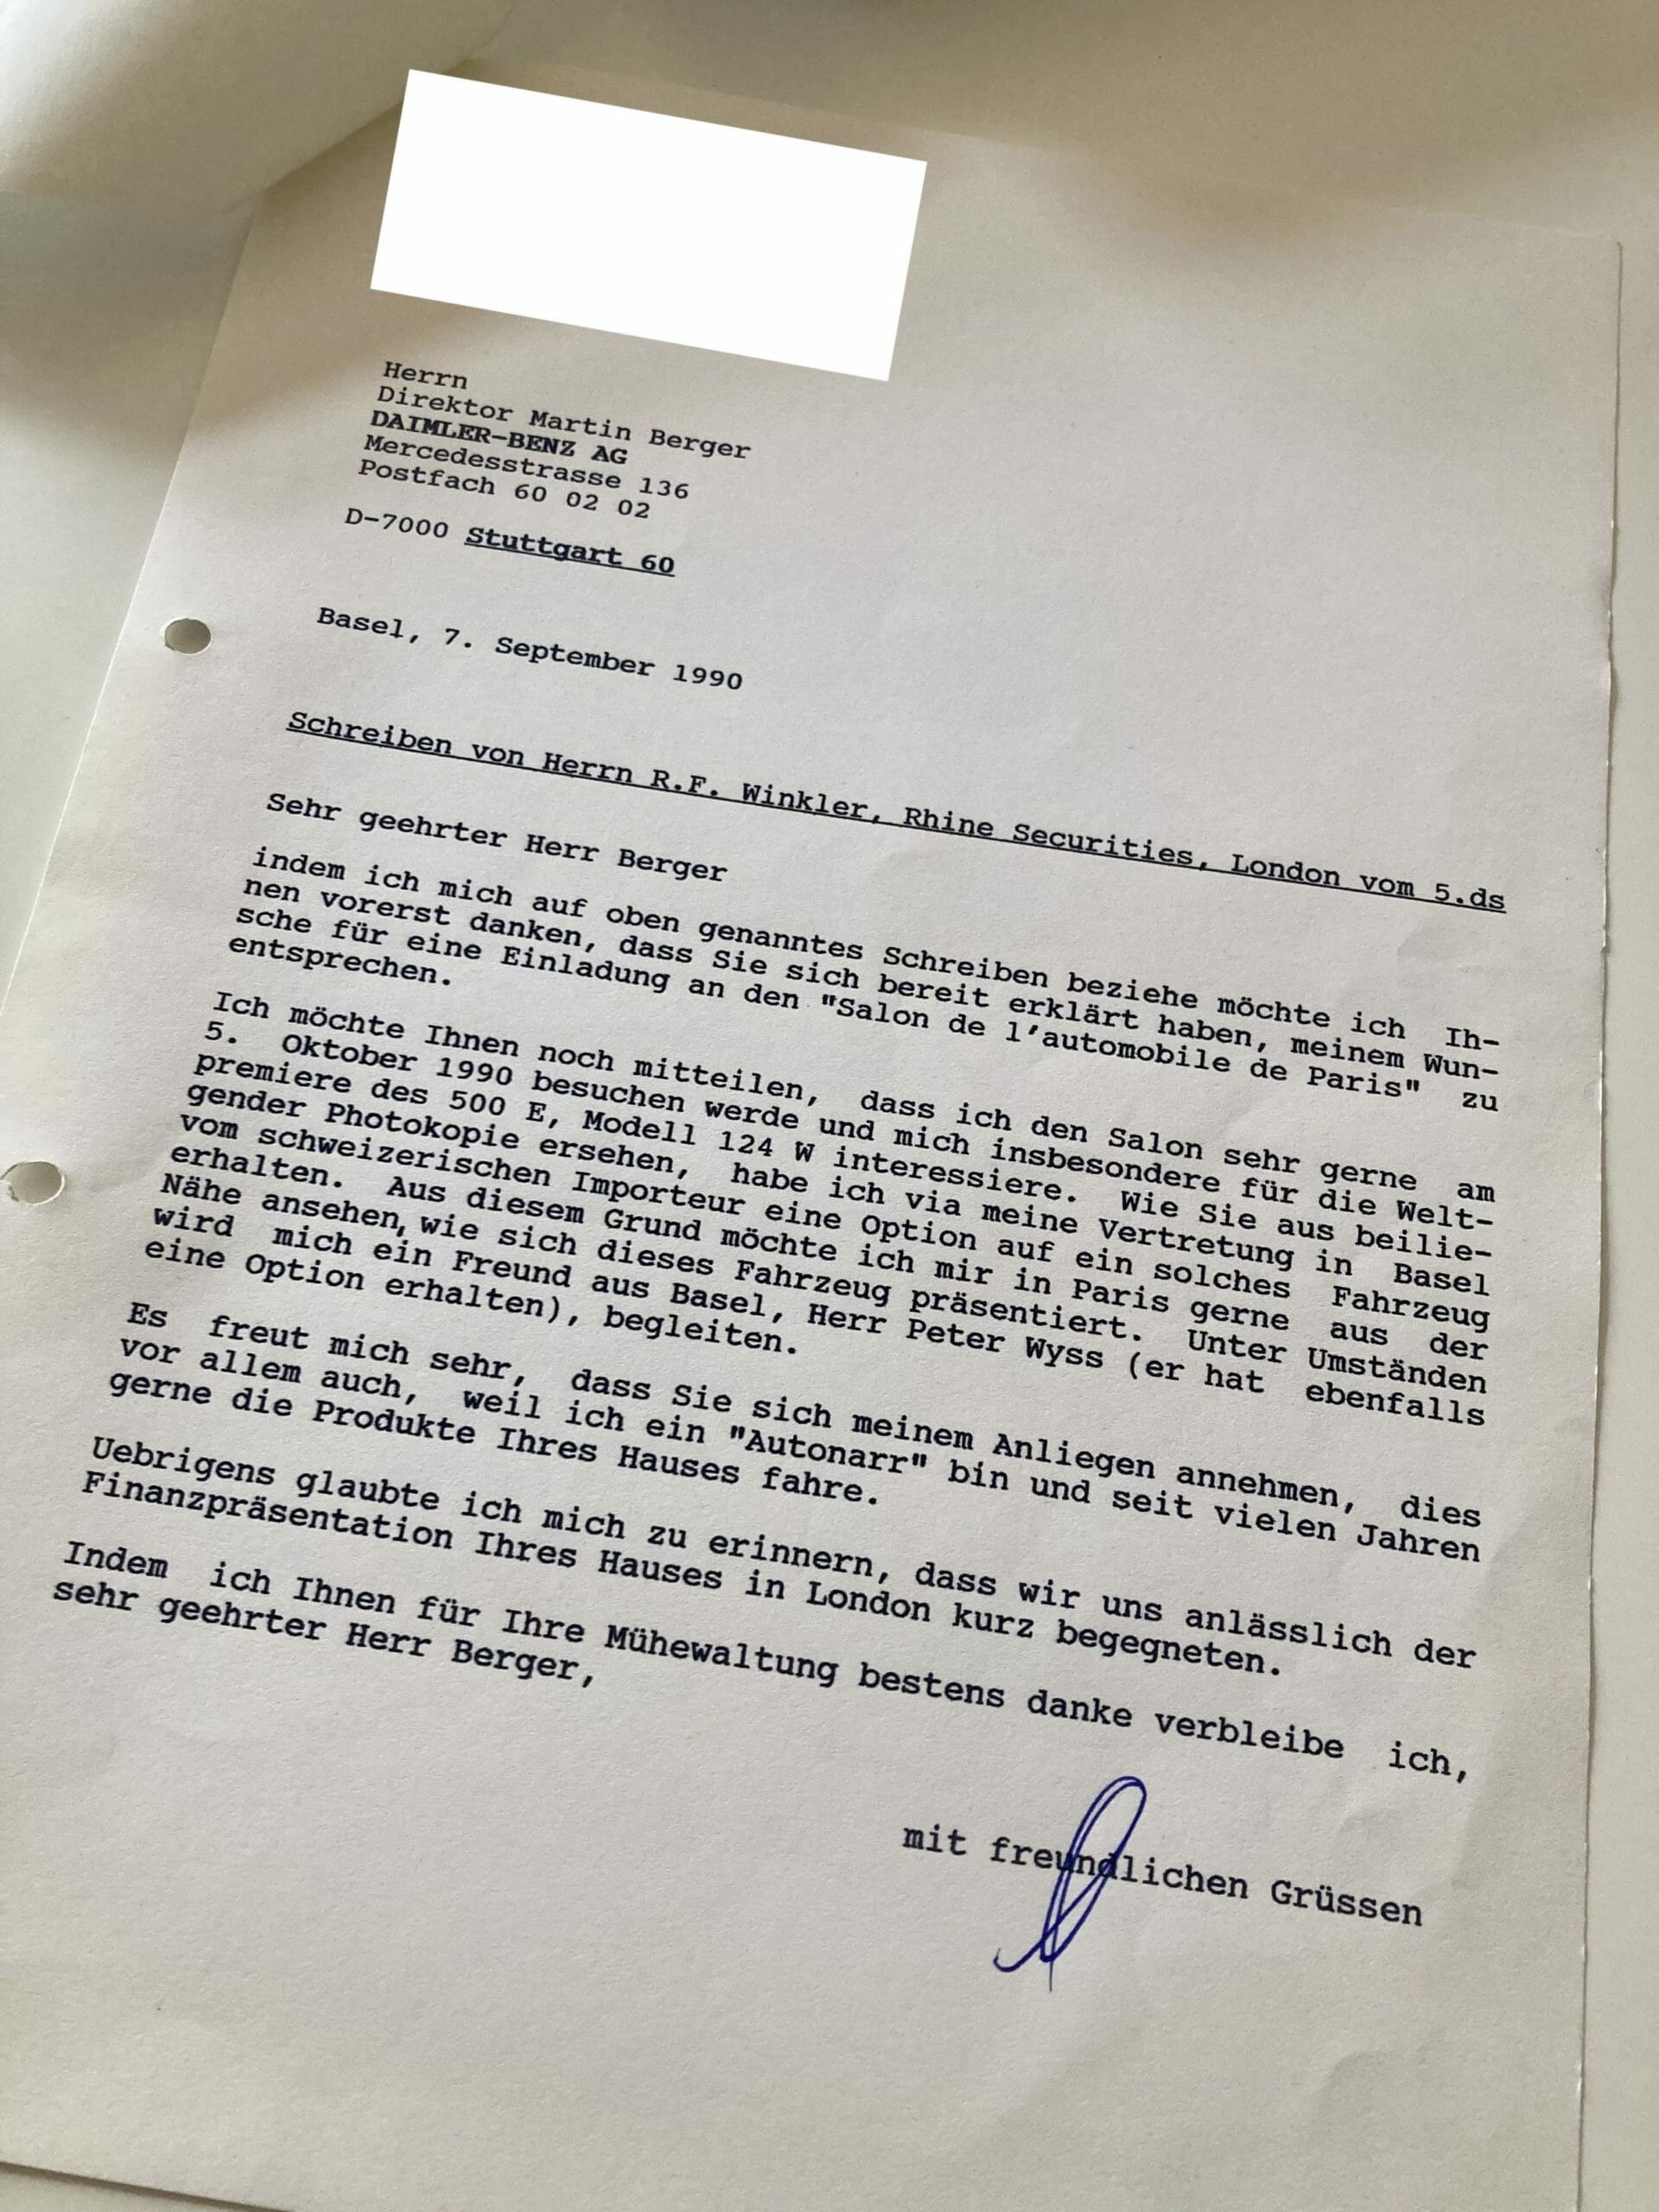 Herrn
Direktor Martin Berger
DAIMLER-BENZ AG
Mercedesstrasse 136
Postfach 60 02 02
D-7000 Stuttgart 60
Basel, 7. September 1990
Schreiben von Herrn R.F. Winkler, Rhine Securities, London vom 5.ds
Sehr geehrter Herr Berger
indem ich mich auf oben genanntes Schreiben beziehe möchte ich Ih-
nen vorerst danken, dass Sie sich bereit erklärt haben, meinem Wun-
sche für eine Einladung an den "Salon de l'automobile de Paris" zu
entsprechen.
Ich möchte Ihnen noch mitteilen, dass ich den Salon sehr gerne am
5. Oktober 1990 besuchen werde und mich insbesondere für die Welt-
premiere des 500 E, Modell 124 W interessiere. Wie Sie aus beilie-
gender Photokopie ersehen, habe ich via meine Vertretung in Basel
vom schweizerischen Importeur eine Option auf ein solches Fahrzeug
erhalten. Aus diesem Grund möchte ich mir in Paris gerne aus der
Nähe ansehen, wie sich dieses Fahrzeug präsentiert. Unter Umständen
wird mich ein Freund aus Basel, Herr Peter Wyss (er hat ebenfalls
eine Option erhalten), begleiten.
Es freut mich sehr, dass Sie sich meinem Anliegen annehmen, dies
vor allem auch, weil ich ein "Autonarr" bin und seit vielen Jahren
gerne die Produkte Ihres Hauses fahre.
Uebrigens glaubte ich mich zu erinnern, dass wir uns anlässlich der
Finanzpräsentation Ihres Hauses in London kurz begegneten.
Indem ich Ihnen für Ihre Mühewaltung bestens danke verbleibe ich,
sehr geehrter Herr Berger,
mit freundlichen Grüssen